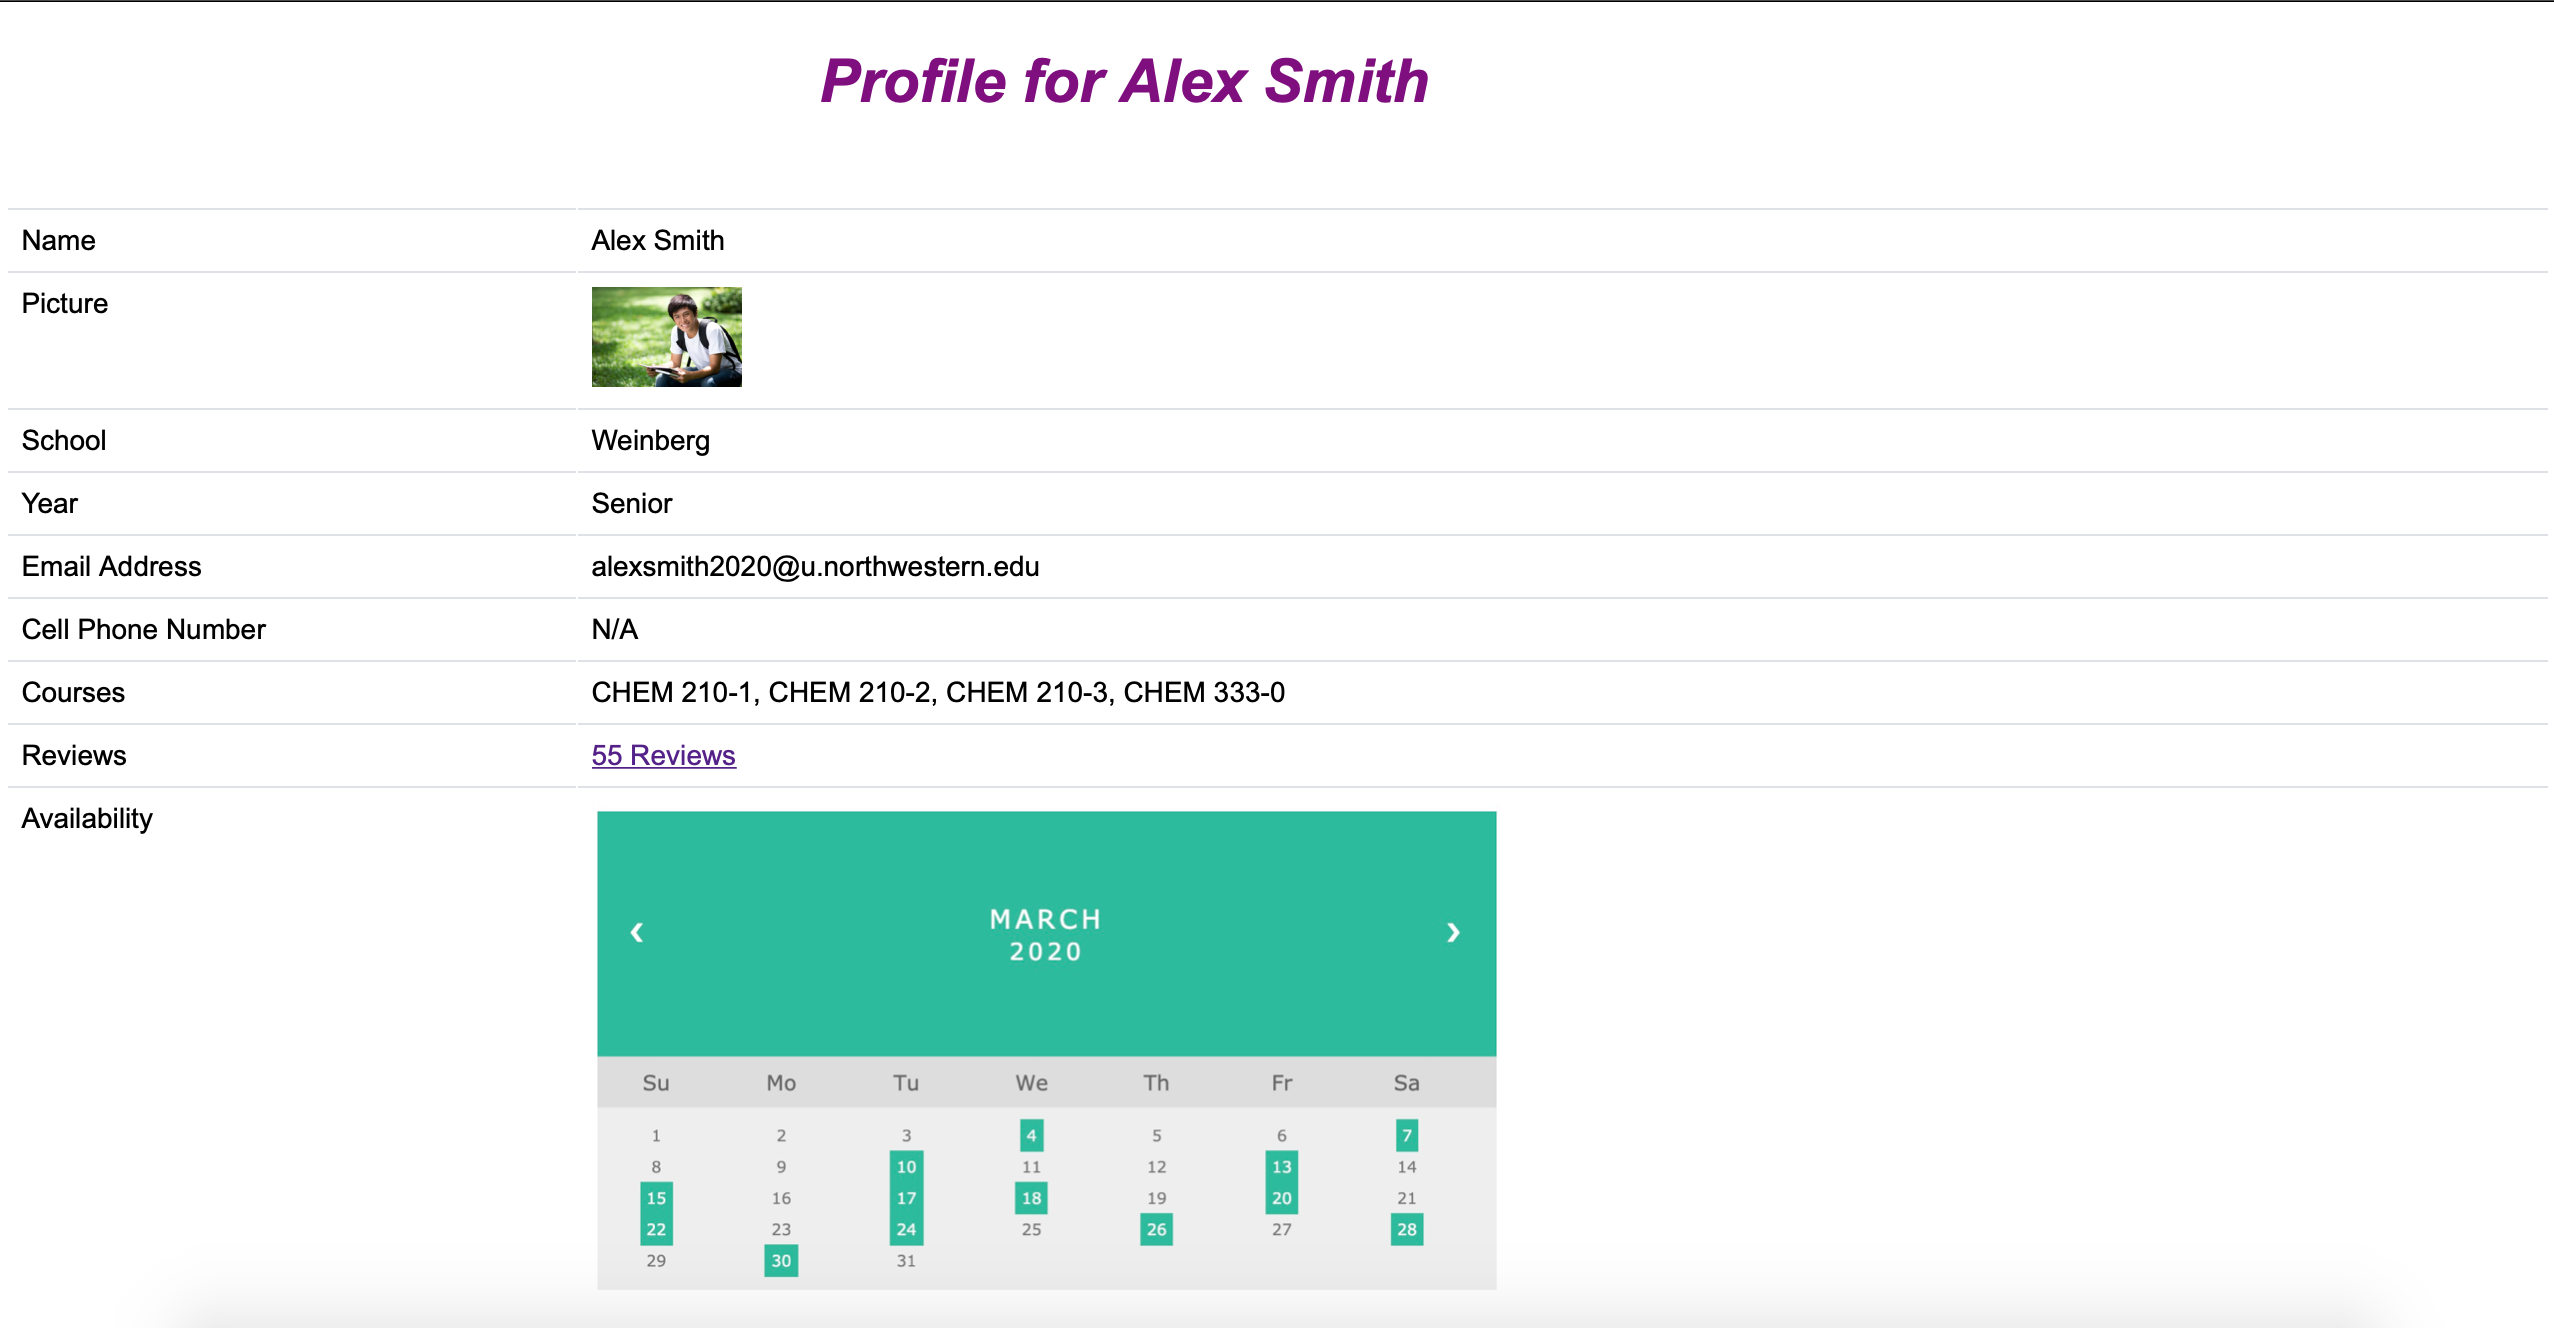 Profile for Alex Smith
Name Alex Smith
Picture
School Weinberg
Year Senior
Email Address alexsmith2020@u.northwestern.edu
Cell Phone Number N/A
Courses CHEM 210-1, CHEM 210-2, CHEM 210-3, CHEM 333-0
Reviews 55 Reviews
Availability
‹ MARCH ›
2020
Su Mo Tu We Th Fr Sa
1 2 3 4 5 6 7
8 9 10 11 12 13 14
15 16 17 18 19 20 21
22 23 24 25 26 27 28
29 30 31